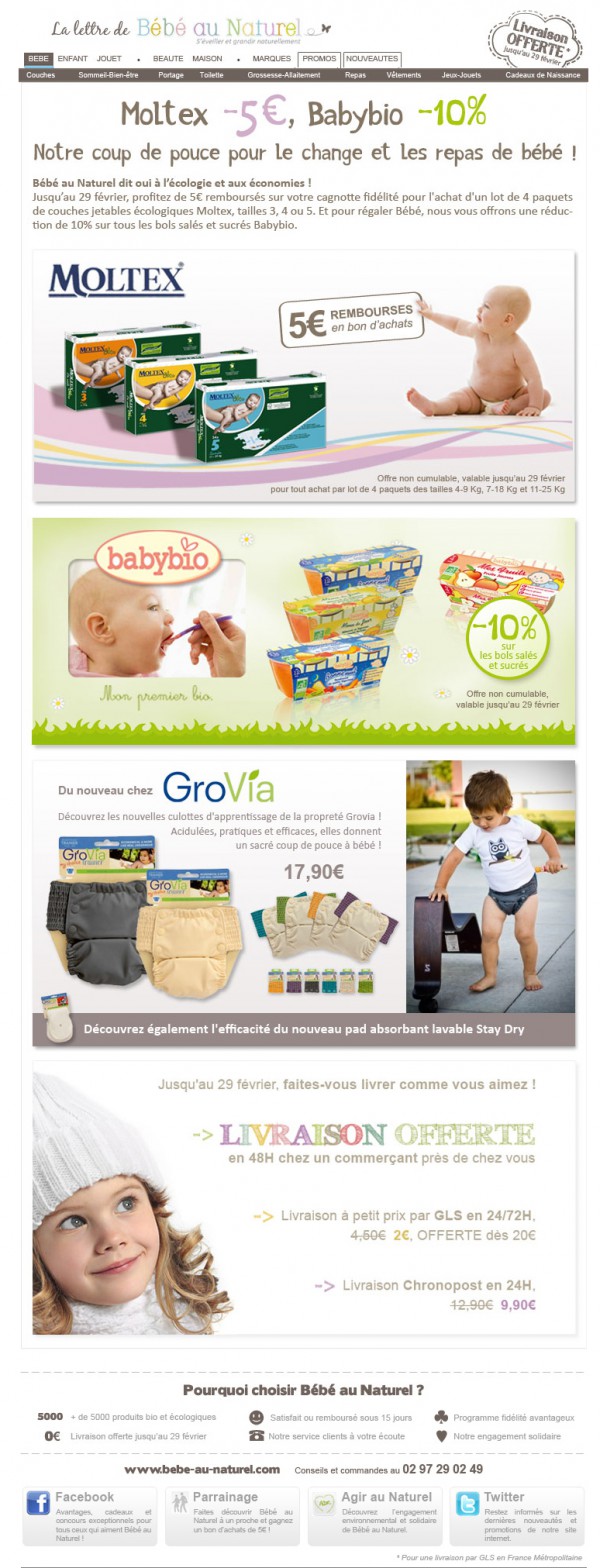 La lettre de Bébé au Naturel
S'éveiller et grandir naturellement
Livraison
OFFERTE
jusqu'au 29 février
BEBE ENFANT JOUET • BEAUTE MAISON • MARQUES PROMOS NOUVEAUTES
Couches Sommeil-Bien-être Portage Toilette Grossesse-Allaitement Repas Vêtements Jeux-Jouets Cadeaux de Naissance
Moltex -5€, Babybio -10%
Notre coup de pouce pour le change et les repas de bébé !
Bébé au Naturel dit oui à l'écologie et aux économies !
Jusqu'au 29 février, profitez de 5€ remboursés sur votre cagnotte fidélité pour l'achat d'un lot de 4 paquets
de couches jetables écologiques Moltex, tailles 3, 4 ou 5. Et pour régaler Bébé, nous vous offrons une réduc-
tion de 10% sur tous les bols salés et sucrés Babybio.
MOLTEX®
5€ REMBOURSES
en bon d'achats
MOLTEX
3
MOLTEX
4
MOLTEX
5
Offre non cumulable, valable jusqu'au 29 février
pour tout achat par lot de 4 paquets des tailles 4-9 Kg, 7-18 Kg et 11-25 Kg
babybio
Mon premier bio.
Mes Fruits
-10%
sur
les bols salés
et sucrés
Offre non cumulable,
valable jusqu'au 29 février
Du nouveau chez GroVia
Découvrez les nouvelles culottes d'apprentissage de la propreté Grovia !
Acidulées, pratiques et efficaces, elles donnent
un sacré coup de pouce à bébé !
GroVia
GroVia
17,90€
Découvrez également l'efficacité du nouveau pad absorbant lavable Stay Dry
Jusqu'au 29 février, faites-vous livrer comme vous aimez !
-> LIVRAISON OFFERTE
en 48H chez un commerçant près de chez vous
-> Livraison à petit prix par GLS en 24/72H,
4,50€ 2€, OFFERTE dès 20€
-> Livraison Chronopost en 24H,
12,90€ 9,90€
Pourquoi choisir Bébé au Naturel ?
5000 + de 5000 produits bio et écologiques Satisfait ou remboursé sous 15 jours Programme fidélité avantageux
0€ Livraison offerte jusqu'au 29 février Notre service clients à votre écoute Notre engagement solidaire
www.bebe-au-naturel.com Conseils et commandes au 02 97 29 02 49
Facebook
Avantages, cadeaux et
concours exceptionnels pour
tous ceux qui aiment Bébé au
Naturel !
Parrainage
Faites découvrir Bébé au
Naturel à un proche et gagnez
un bon d'achats de 5€ !
Agir au Naturel
Découvrez l'engagement
environnemental et solidaire
de Bébé au Naturel.
Twitter
Restez informés sur les
dernières nouveautés et
promotions de notre site
internet.
* Pour une livraison par GLS en France Métropolitaine